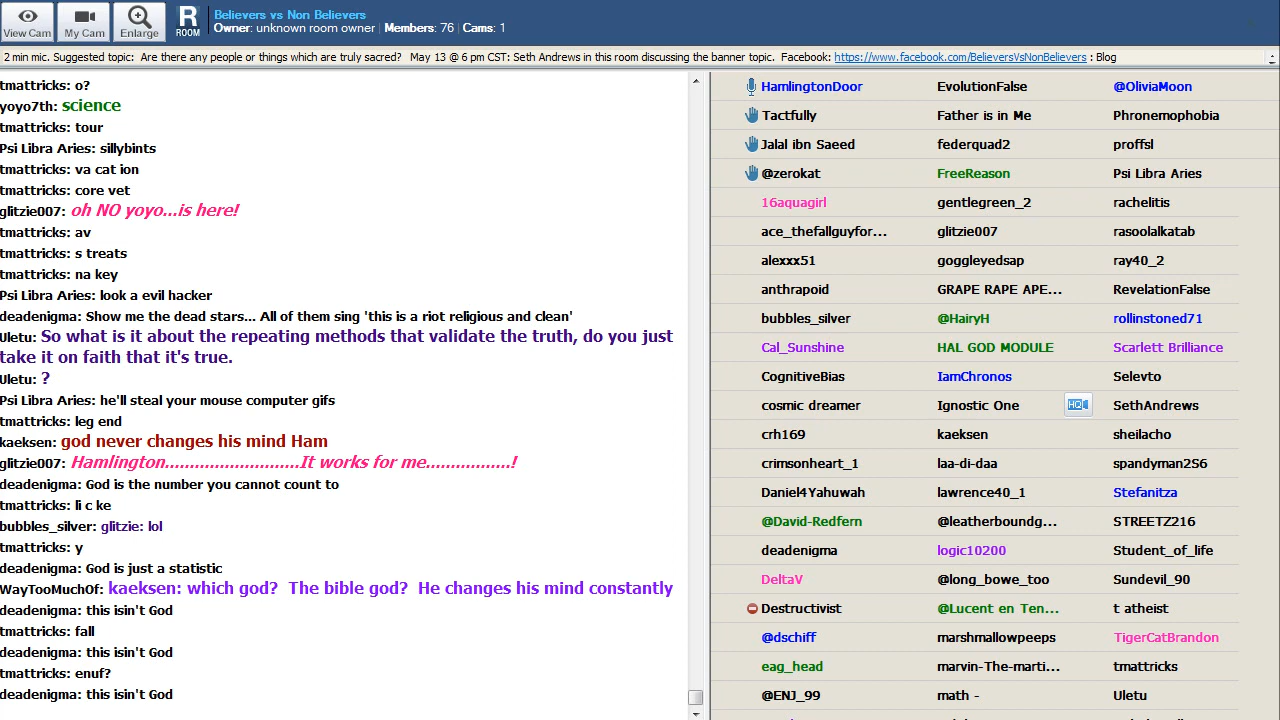 Believers vs Non Believers
Owner: unknown room owner | Members: 76 | Cams: 1
View Cam
My Cam
Enlarge
R
ROOM
2 min mic. Suggested topic: Are there any people or things which are truly sacred? May 13 @ 6 pm CST: Seth Andrews in this room discussing the banner topic. Facebook: https://www.facebook.com/BelieversVsNonBelievers : Blog
tmattricks: o?
yoyo7th: science
tmattricks: tour
Psi Libra Aries: sillybints
tmattricks: va cat ion
tmattricks: core vet
glitzie007: oh NO yoyo...is here!
tmattricks: av
tmattricks: s treats
tmattricks: na key
Psi Libra Aries: look a evil hacker
deadenigma: Show me the dead stars... All of them sing 'this is a riot religious and clean'
Uletu: So what is it about the repeating methods that validate the truth, do you just
take it on faith that it's true.
Uletu: ?
Psi Libra Aries: he'll steal your mouse computer gifs
tmattricks: leg end
kaeksen: god never changes his mind Ham
glitzie007: Hamlington...........................It works for me.................!
deadenigma: God is the number you cannot count to
tmattricks: li c ke
bubbles_silver: glitzie: lol
tmattricks: y
deadenigma: God is just a statistic
WayTooMuchOf: kaeksen: which god? The bible god? He changes his mind constantly
deadenigma: this isin't God
tmattricks: fall
deadenigma: this isin't God
tmattricks: enuf?
deadenigma: this isin't God
HamlingtonDoor EvolutionFalse @OliviaMoon
Tactfully Father is in Me Phronemophobia
Jalal ibn Saeed federquad2 proffsl
@zerokat FreeReason Psi Libra Aries
16aquagirl gentlegreen_2 rachelitis
ace_thefallguyfor... glitzie007 rasoolalkatab
alexxx51 goggleyedsap ray40_2
anthrapoid GRAPE RAPE APE... RevelationFalse
bubbles_silver @HairyH rollinstoned71
Cal_Sunshine HAL GOD MODULE Scarlett Brilliance
CognitiveBias IamChronos Selevto
cosmic dreamer Ignostic One HQ SethAndrews
crh169 kaeksen sheilacho
crimsonheart_1 laa-di-daa spandyman2S6
Daniel4Yahuwah lawrence40_1 Stefanitza
@David-Redfern @leatherboundg... STREETZ216
deadenigma logic10200 Student_of_life
DeltaV @long_bowe_too Sundevil_90
Destructivist @Lucent en Ten... t atheist
@dschiff marshmallowpeeps TigerCatBrandon
eag_head marvin-The-marti... tmattricks
@ENJ_99 math - Uletu